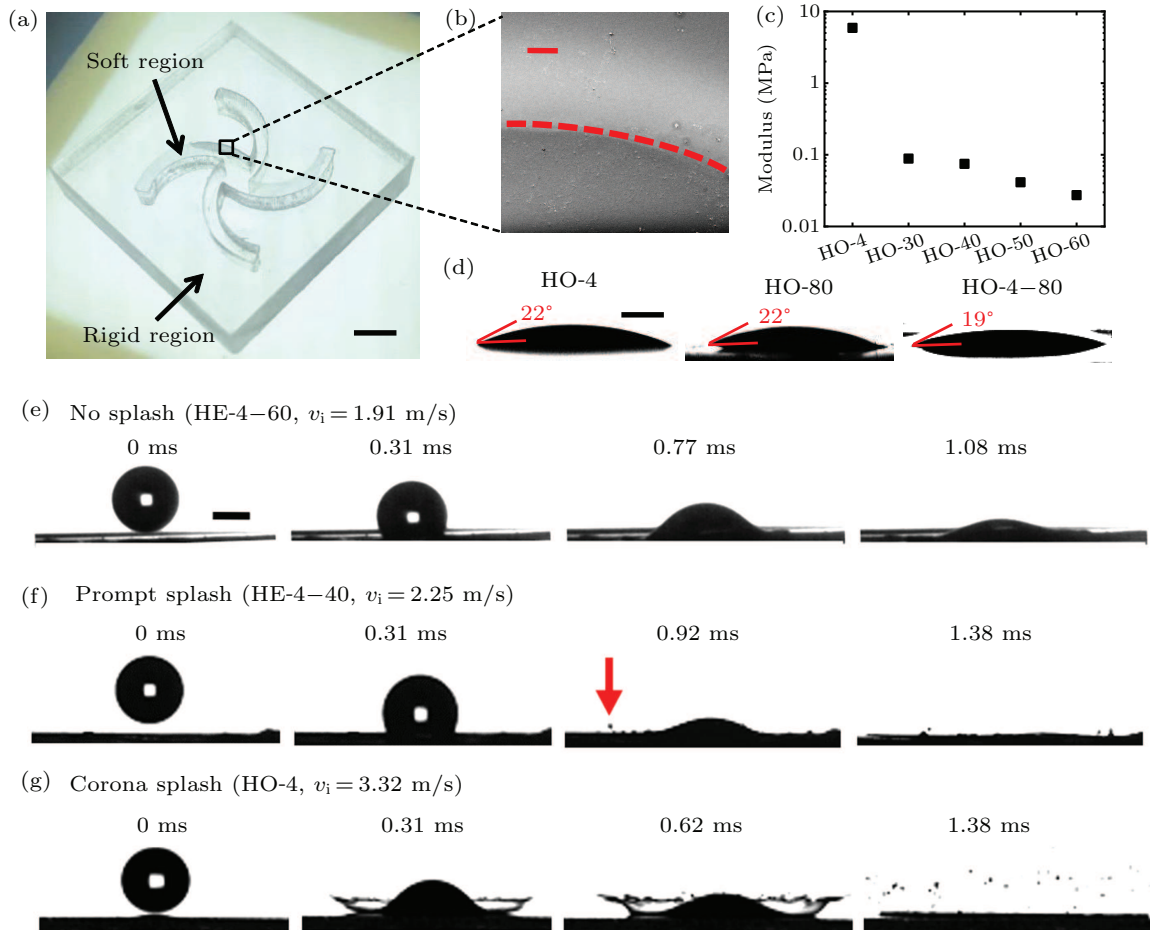 (a)
Soft region
Rigid region
(b)
(c)
Modulus (MPa)
10
1
0.1
0.01
HO-4
HO-30
HO-40
HO-50
HO-60
(d)
HO-4
HO-80
HO-4−80
22°
22°
19°
(e) No splash (HE-4−60, vi = 1.91 m/s)
0 ms 0.31 ms 0.77 ms 1.08 ms
(f) Prompt splash (HE-4−40, vi = 2.25 m/s)
0 ms 0.31 ms 0.92 ms 1.38 ms
(g) Corona splash (HO-4, vi = 3.32 m/s)
0 ms 0.31 ms 0.62 ms 1.38 ms